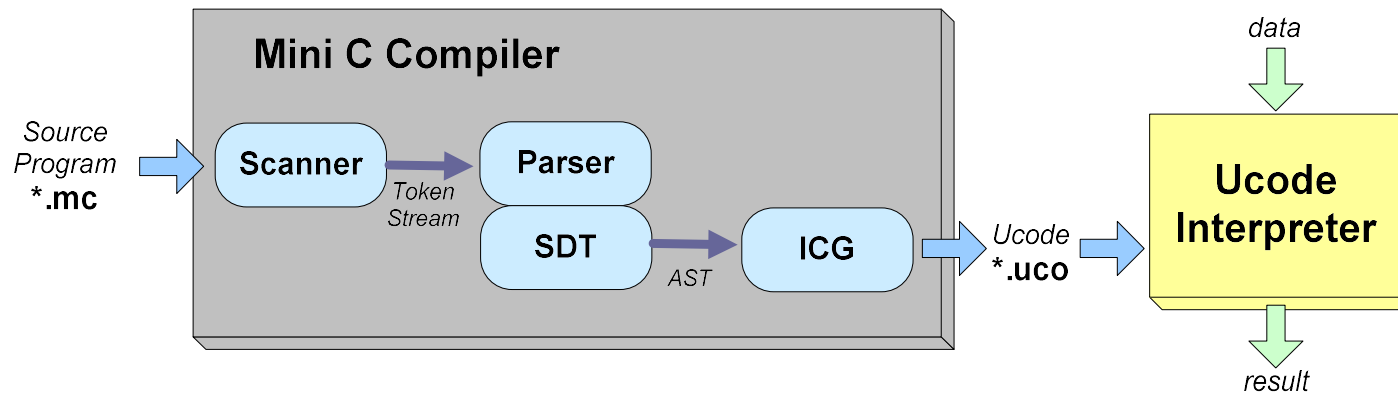 Mini C Compiler
Source
Program
*.mc
Scanner
Token
Stream
Parser
SDT
AST
ICG
Ucode
*.uco
data
Ucode
Interpreter
result